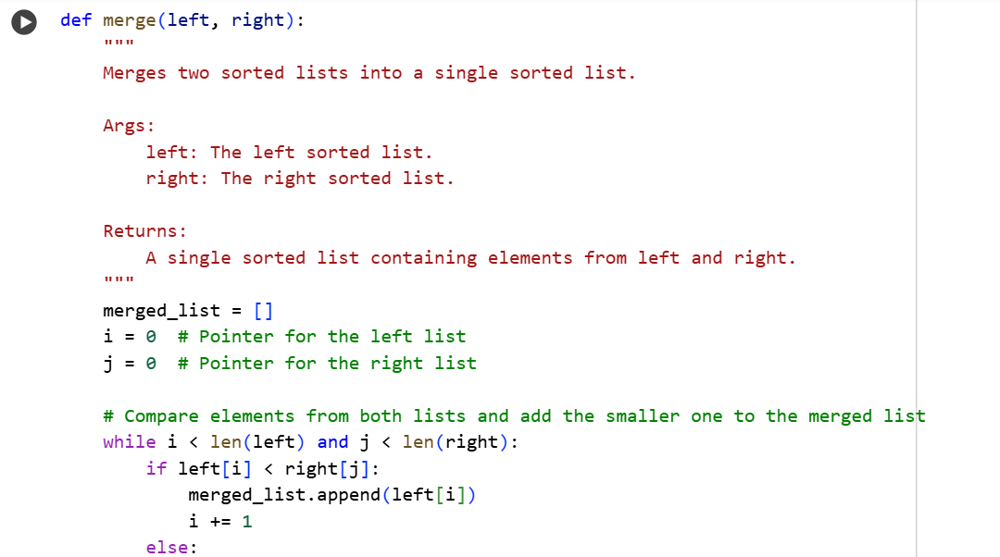 def merge(left, right):
    """
    Merges two sorted lists into a single sorted list.

    Args:
        left: The left sorted list.
        right: The right sorted list.

    Returns:
        A single sorted list containing elements from left and right.
    """
    merged_list = []
    i = 0  # Pointer for the left list
    j = 0  # Pointer for the right list

    # Compare elements from both lists and add the smaller one to the merged list
    while i < len(left) and j < len(right):
        if left[i] < right[j]:
            merged_list.append(left[i])
            i += 1
        else: